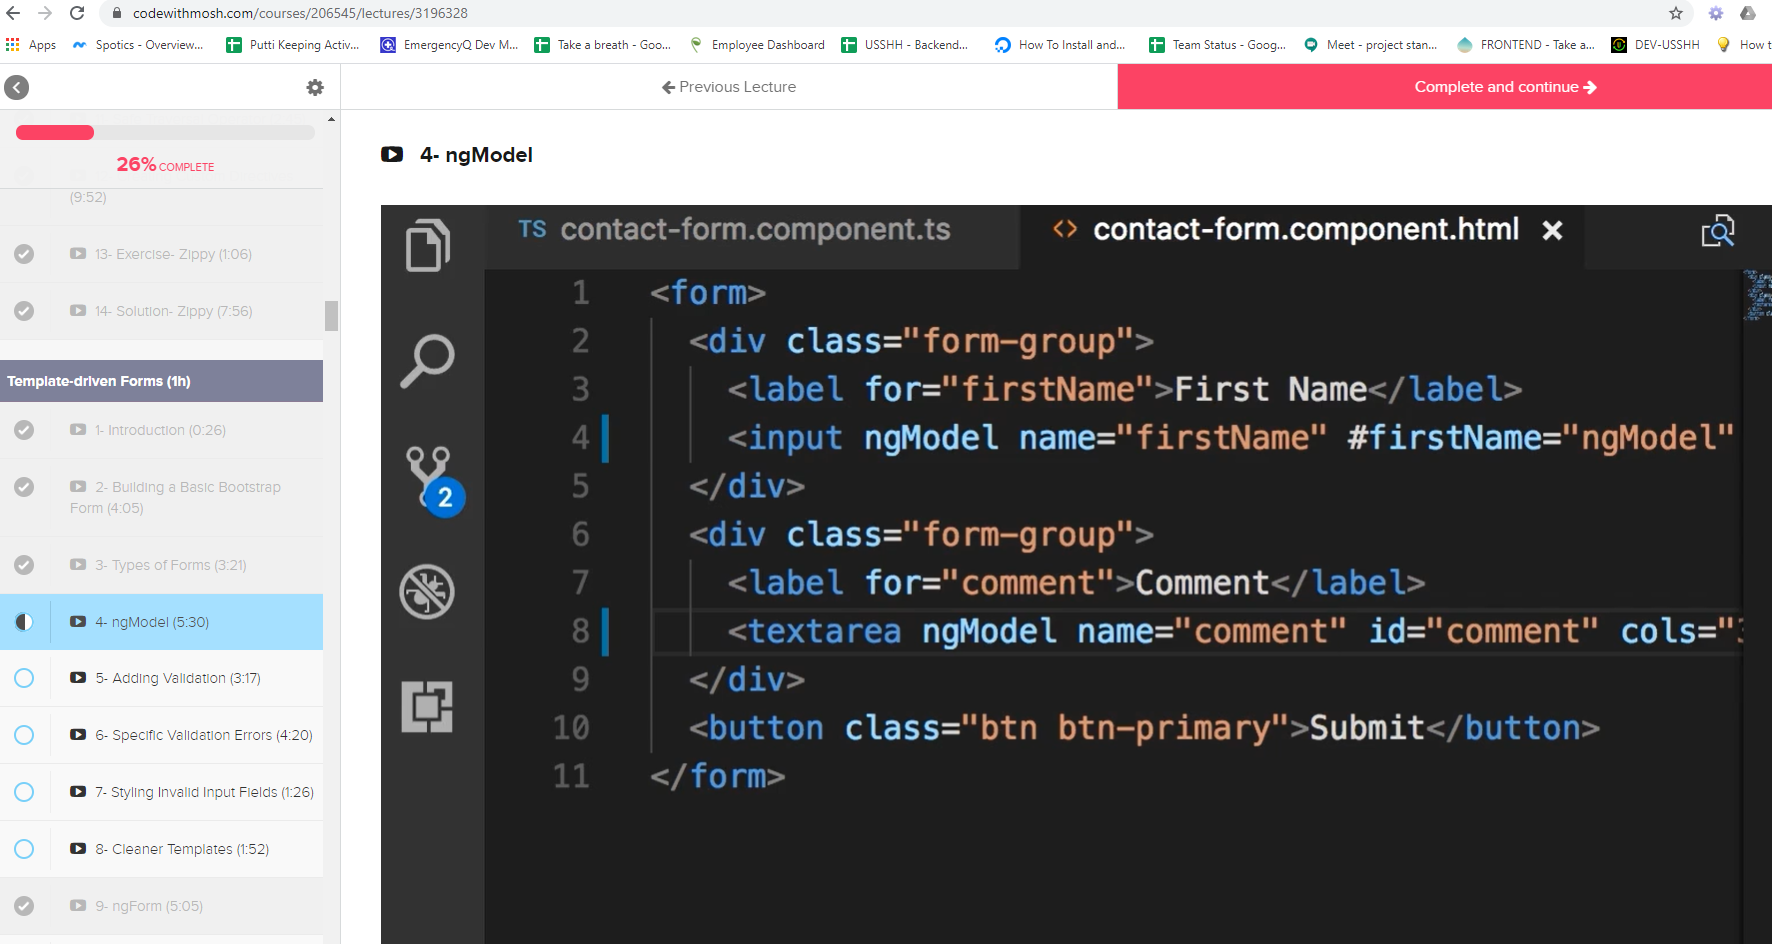 codewithmosh.com/courses/206545/lectures/3196328
Apps
Spotics - Overview...
Putti Keeping Activ...
EmergencyQ Dev M...
Take a breath - Goo...
Employee Dashboard
USSHH - Backend...
How To Install and...
Team Status - Goog...
Meet - project stan...
FRONTEND - Take a...
DEV-USSHH
How t
Previous Lecture
Complete and continue
26% COMPLETE
(9:52)
13- Exercise- Zippy (1:06)
14- Solution- Zippy (7:56)
Template-driven Forms (1h)
1- Introduction (0:26)
2- Building a Basic Bootstrap
Form (4:05)
3- Types of Forms (3:21)
4- ngModel (5:30)
5- Adding Validation (3:17)
6- Specific Validation Errors (4:20)
7- Styling Invalid Input Fields (1:26)
8- Cleaner Templates (1:52)
9- ngForm (5:05)
4- ngModel
TS contact-form.component.ts
<> contact-form.component.html
2
1 <form>
2 <div class="form-group">
3 <label for="firstName">First Name</label>
4 <input ngModel name="firstName" #firstName="ngModel"
5 </div>
6 <div class="form-group">
7 <label for="comment">Comment</label>
8 <textarea ngModel name="comment" id="comment" cols="
9 </div>
10 <button class="btn btn-primary">Submit</button>
11 </form>